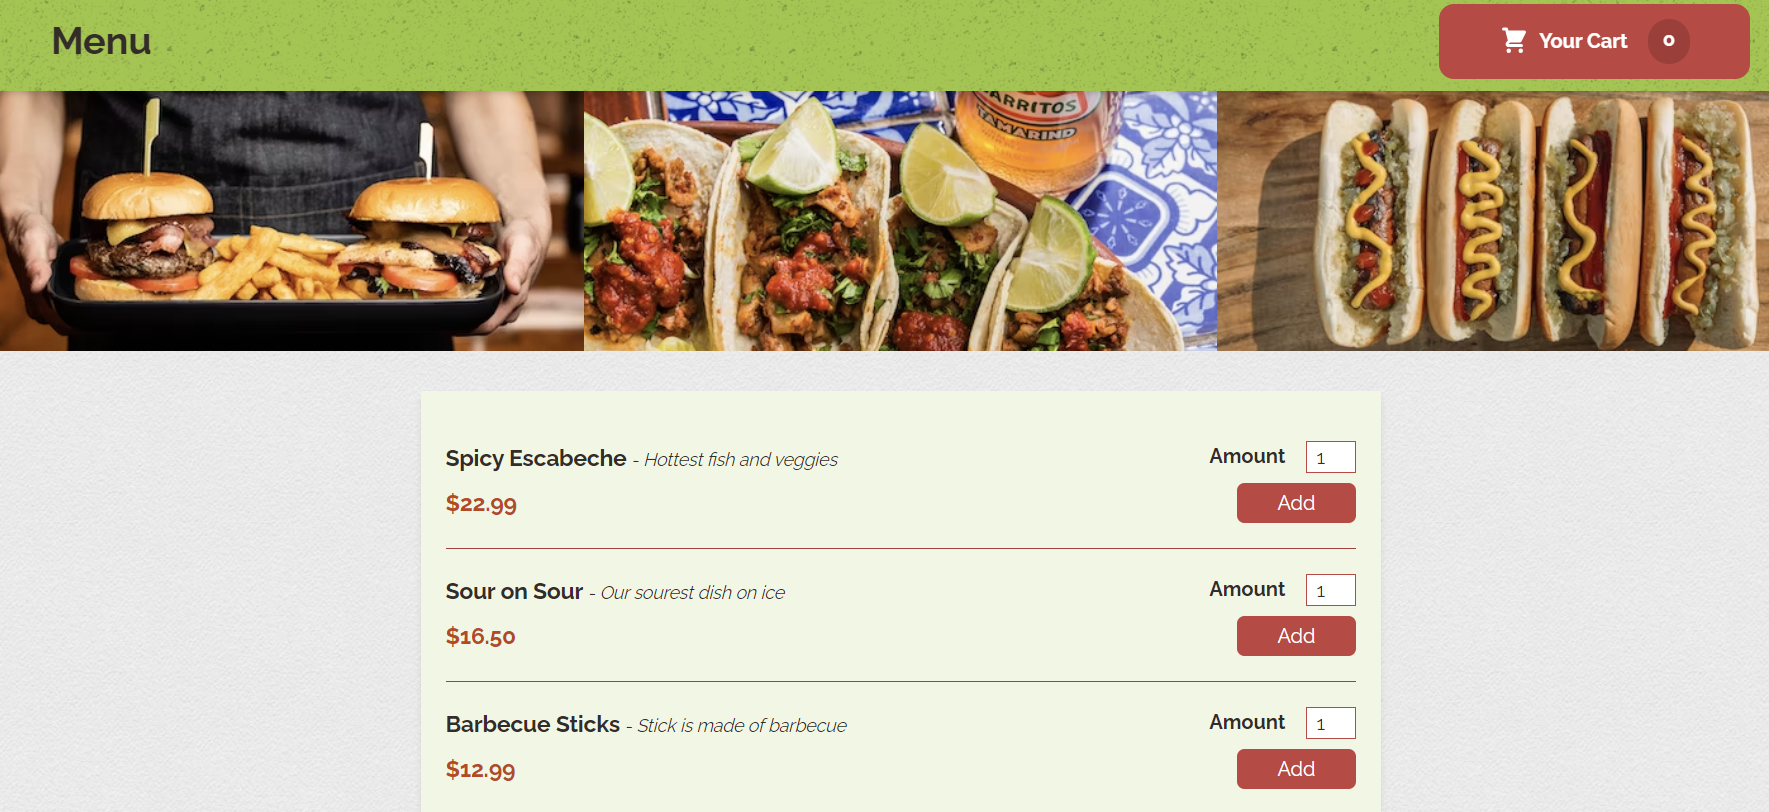 Menu
Your Cart 0
ARRITOS
TAMARIND
Spicy Escabeche - Hottest fish and veggies
Amount 1
$22.99
Add
Sour on Sour - Our sourest dish on ice
Amount 1
$16.50
Add
Barbecue Sticks - Stick is made of barbecue
Amount 1
$12.99
Add